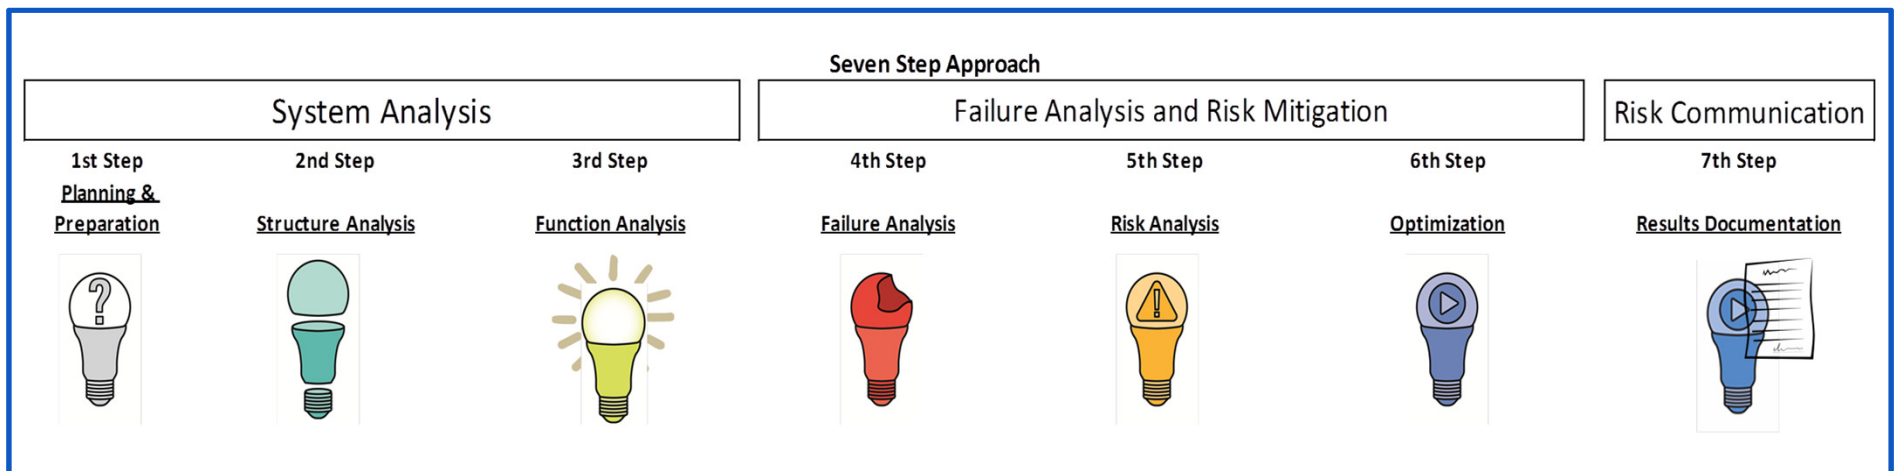 Seven Step Approach
System Analysis
Failure Analysis and Risk Mitigation
Risk Communication
1st Step
2nd Step
3rd Step
4th Step
5th Step
6th Step
7th Step
Planning &
Preparation
Structure Analysis
Function Analysis
Failure Analysis
Risk Analysis
Optimization
Results Documentation
?
!